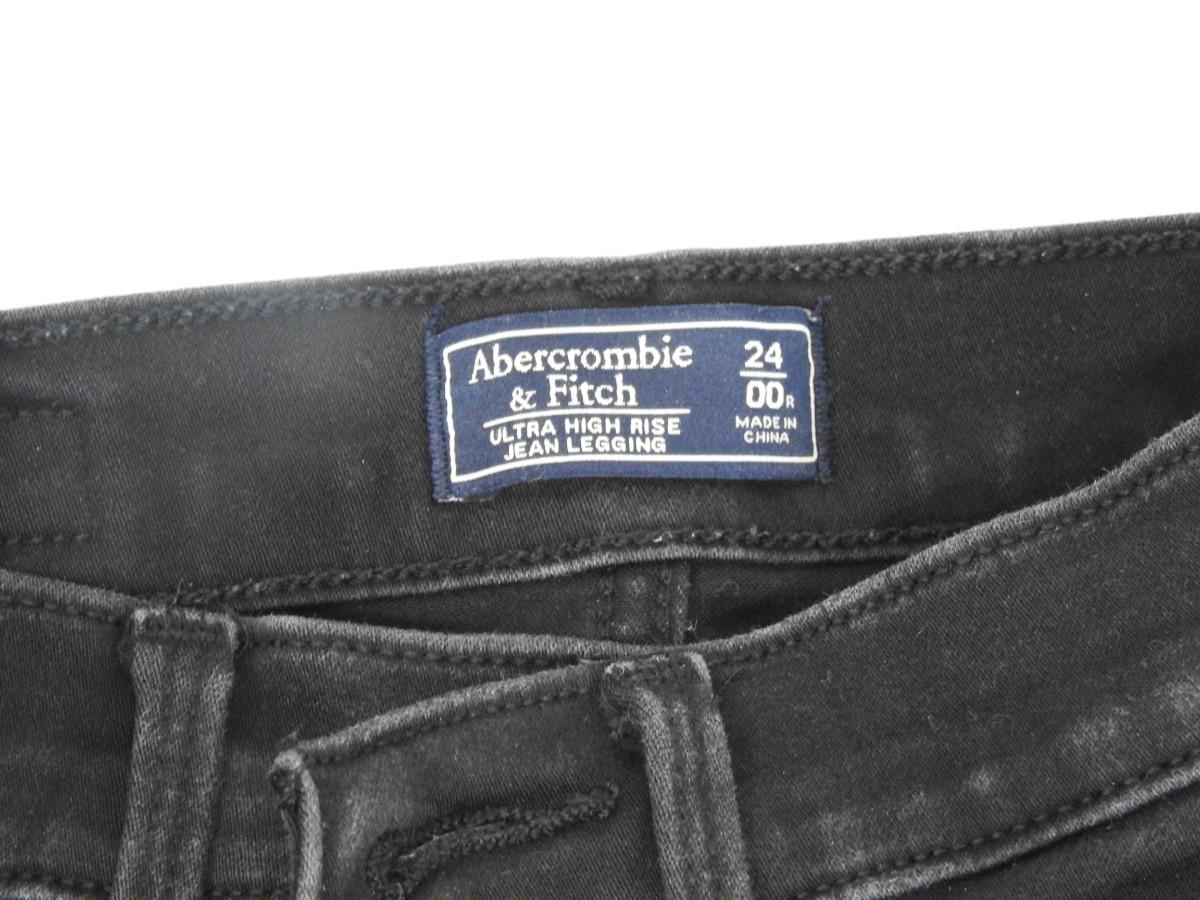 Abercrombie
& Fitch
ULTRA HIGH RISE
JEAN LEGGING
24
00R
MADE IN
CHINA